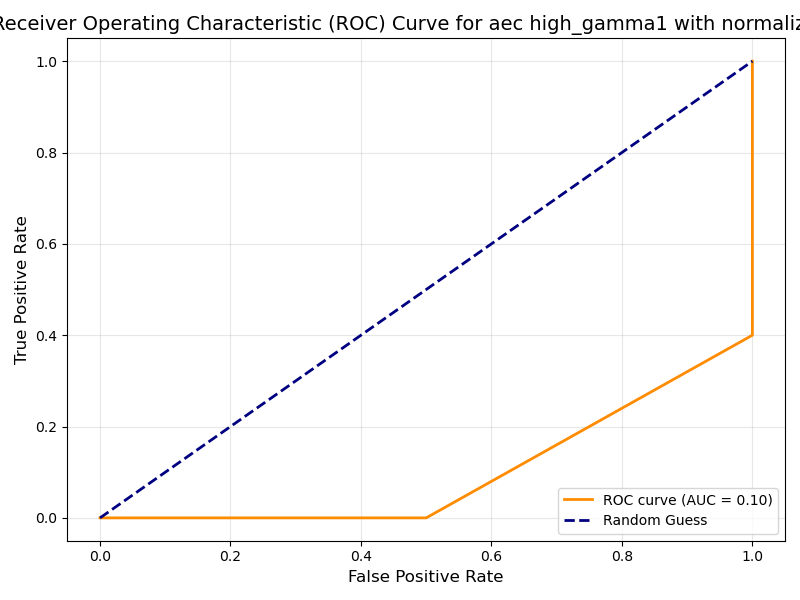 Receiver Operating Characteristic (ROC) Curve for aec high_gamma1 with normaliz
1.0
0.8
0.6
0.4
0.2
0.0
True Positive Rate
ROC curve (AUC = 0.10)
Random Guess
0.0 0.2 0.4 0.6 0.8 1.0
False Positive Rate